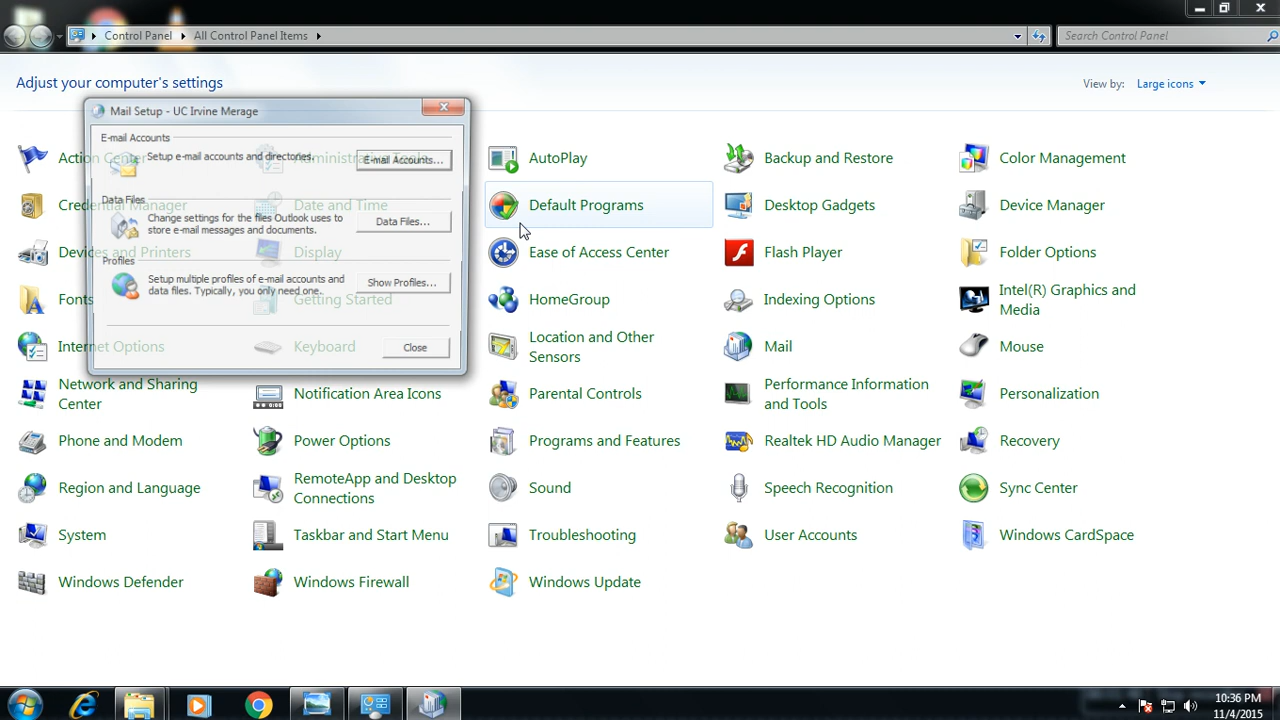 Control Panel
All Control Panel Items
Search Control Panel
Adjust your computer's settings
View by:
Large icons
Mail Setup - UC Irvine Merage
E-mail Accounts
Setup e-mail accounts and directories.
E-mail Accounts...
Data Files
Change settings for the files Outlook uses to
store e-mail messages and documents.
Data Files...
Profiles
Setup multiple profiles of e-mail accounts and
data files. Typically, you only need one.
Show Profiles...
Close
Action Center
AutoPlay
Backup and Restore
Color Management
Credential Manager
Date and Time
Default Programs
Desktop Gadgets
Device Manager
Devices and Printers
Display
Ease of Access Center
Flash Player
Folder Options
Fonts
Getting Started
HomeGroup
Indexing Options
Intel(R) Graphics and
Media
Internet Options
Keyboard
Location and Other
Sensors
Mail
Mouse
Network and Sharing
Center
Notification Area Icons
Parental Controls
Performance Information
and Tools
Personalization
Phone and Modem
Power Options
Programs and Features
Realtek HD Audio Manager
Recovery
Region and Language
RemoteApp and Desktop
Connections
Sound
Speech Recognition
Sync Center
System
Taskbar and Start Menu
Troubleshooting
User Accounts
Windows CardSpace
Windows Defender
Windows Firewall
Windows Update
10:36 PM
11/4/2015